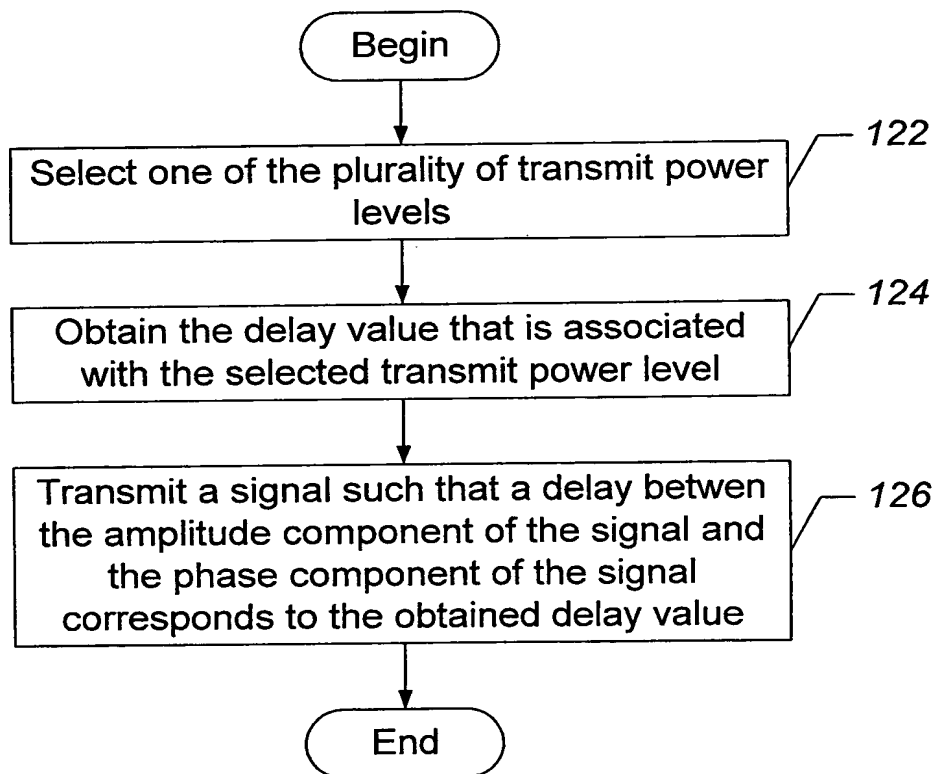 Begin
122
Select one of the plurality of transmit power
levels
124
Obtain the delay value that is associated
with the selected transmit power level
126
Transmit a signal such that a delay betwen
the amplitude component of the signal and
the phase component of the signal
corresponds to the obtained delay value
End